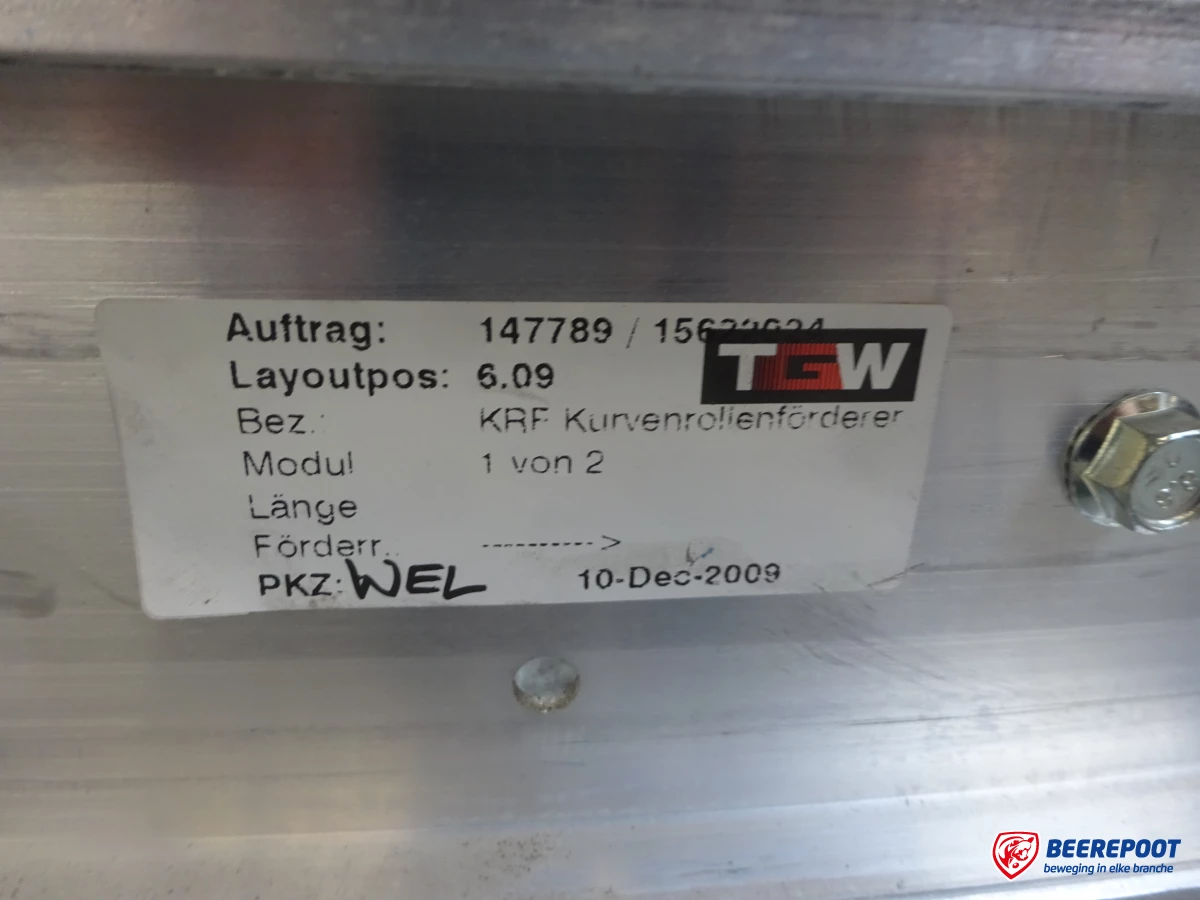 Auftrag: 147789 /
TGW
Layoutpos: 6.09
Bez.: KRF Kurvenrollenförderer
Modul 1 von 2
Länge
Förderr.: ---------->
PKZ: WEL 10-Dec-2009
BEEREPOOT
beweging in elke branche